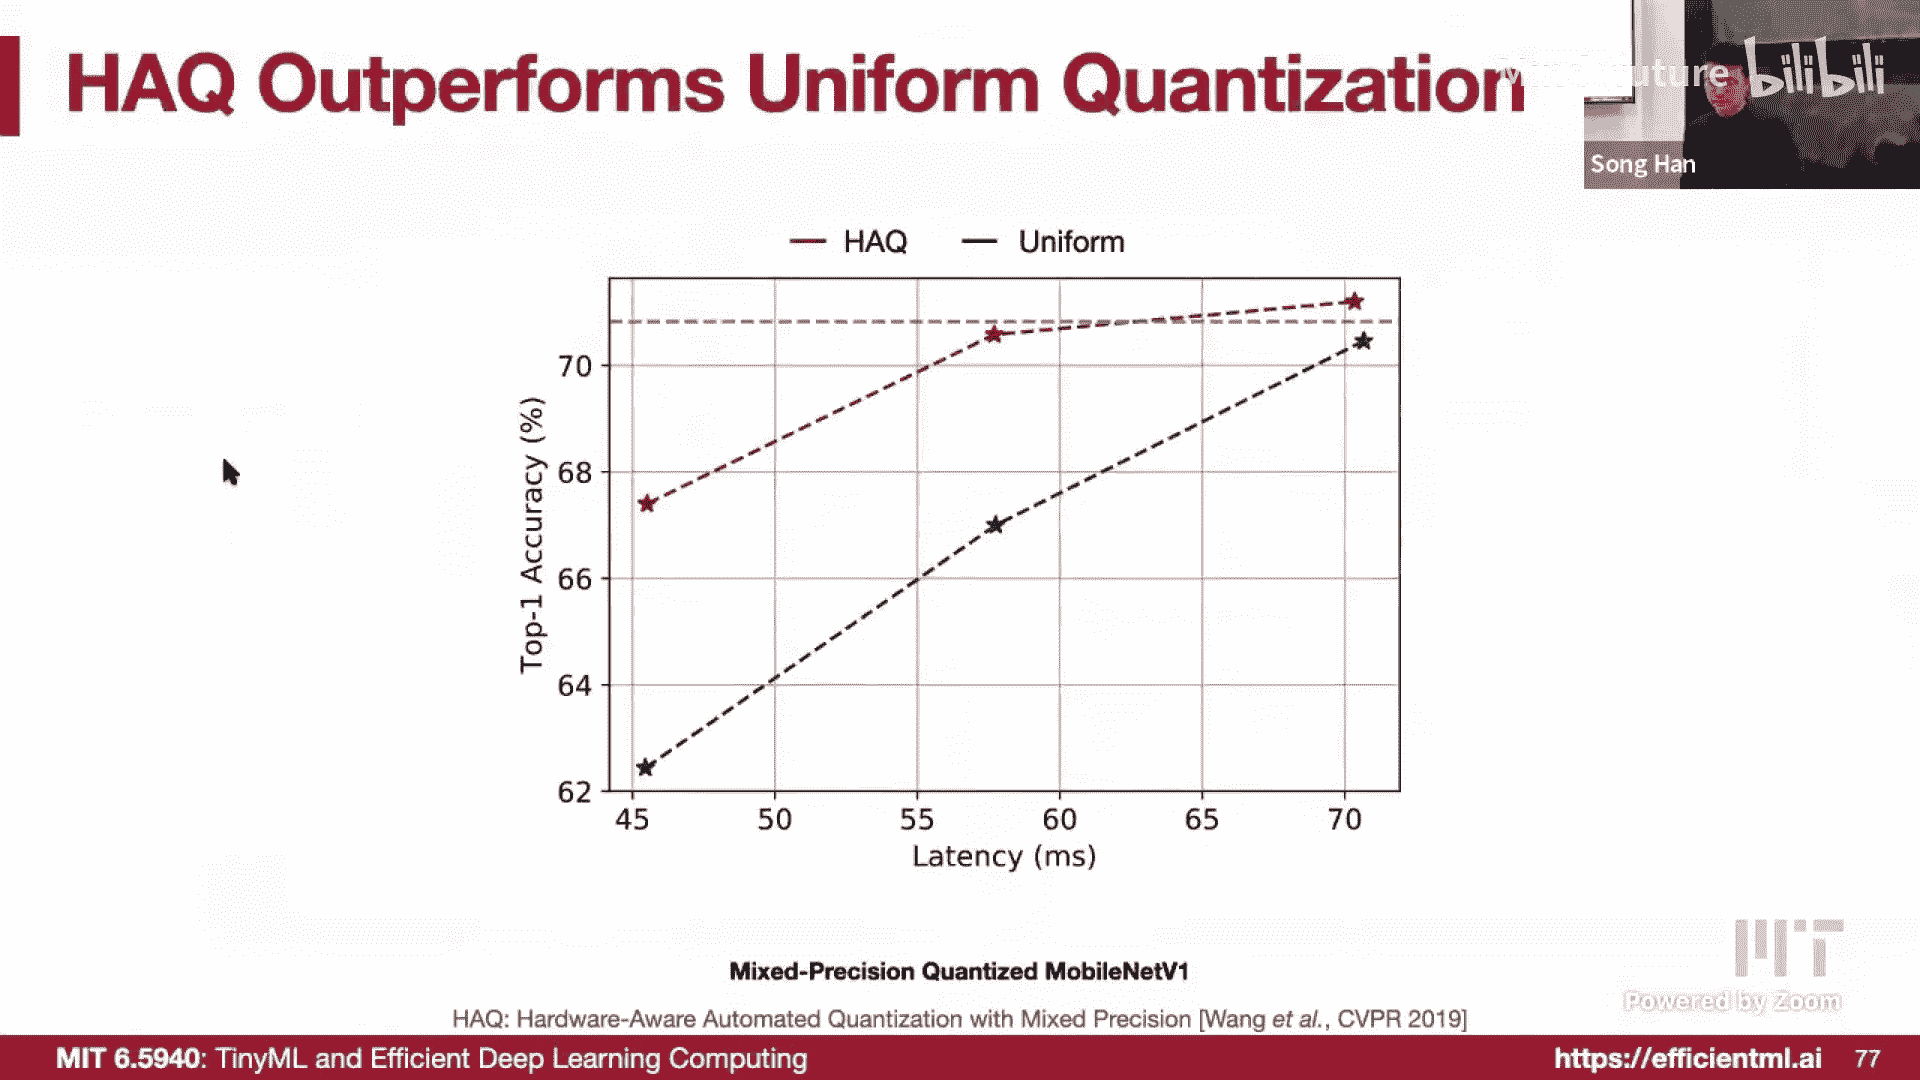 HAQ Outperforms Uniform Quantization
bilibili
Song Han
HAQ
Uniform
70
68
66
64
62
Top-1 Accuracy (%)
45 50 55 60 65 70
Latency (ms)
Mixed-Precision Quantized MobileNetV1
MIT
Powered by Zoom
HAQ: Hardware-Aware Automated Quantization with Mixed Precision [Wang et al., CVPR 2019]
MIT 6.5940: TinyML and Efficient Deep Learning Computing
https://efficientml.ai 77